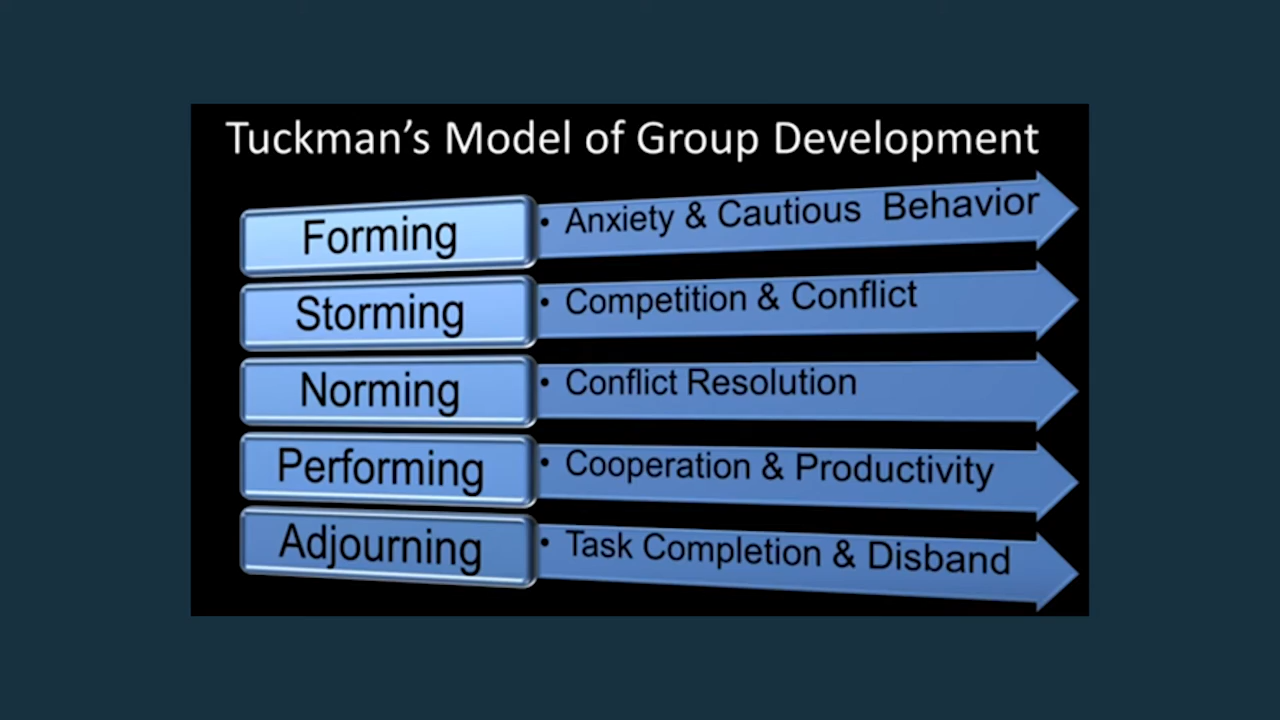 Tuckman’s Model of Group Development
Forming
• Anxiety & Cautious Behavior
Storming
• Competition & Conflict
Norming
• Conflict Resolution
Performing
• Cooperation & Productivity
Adjourning
• Task Completion & Disband